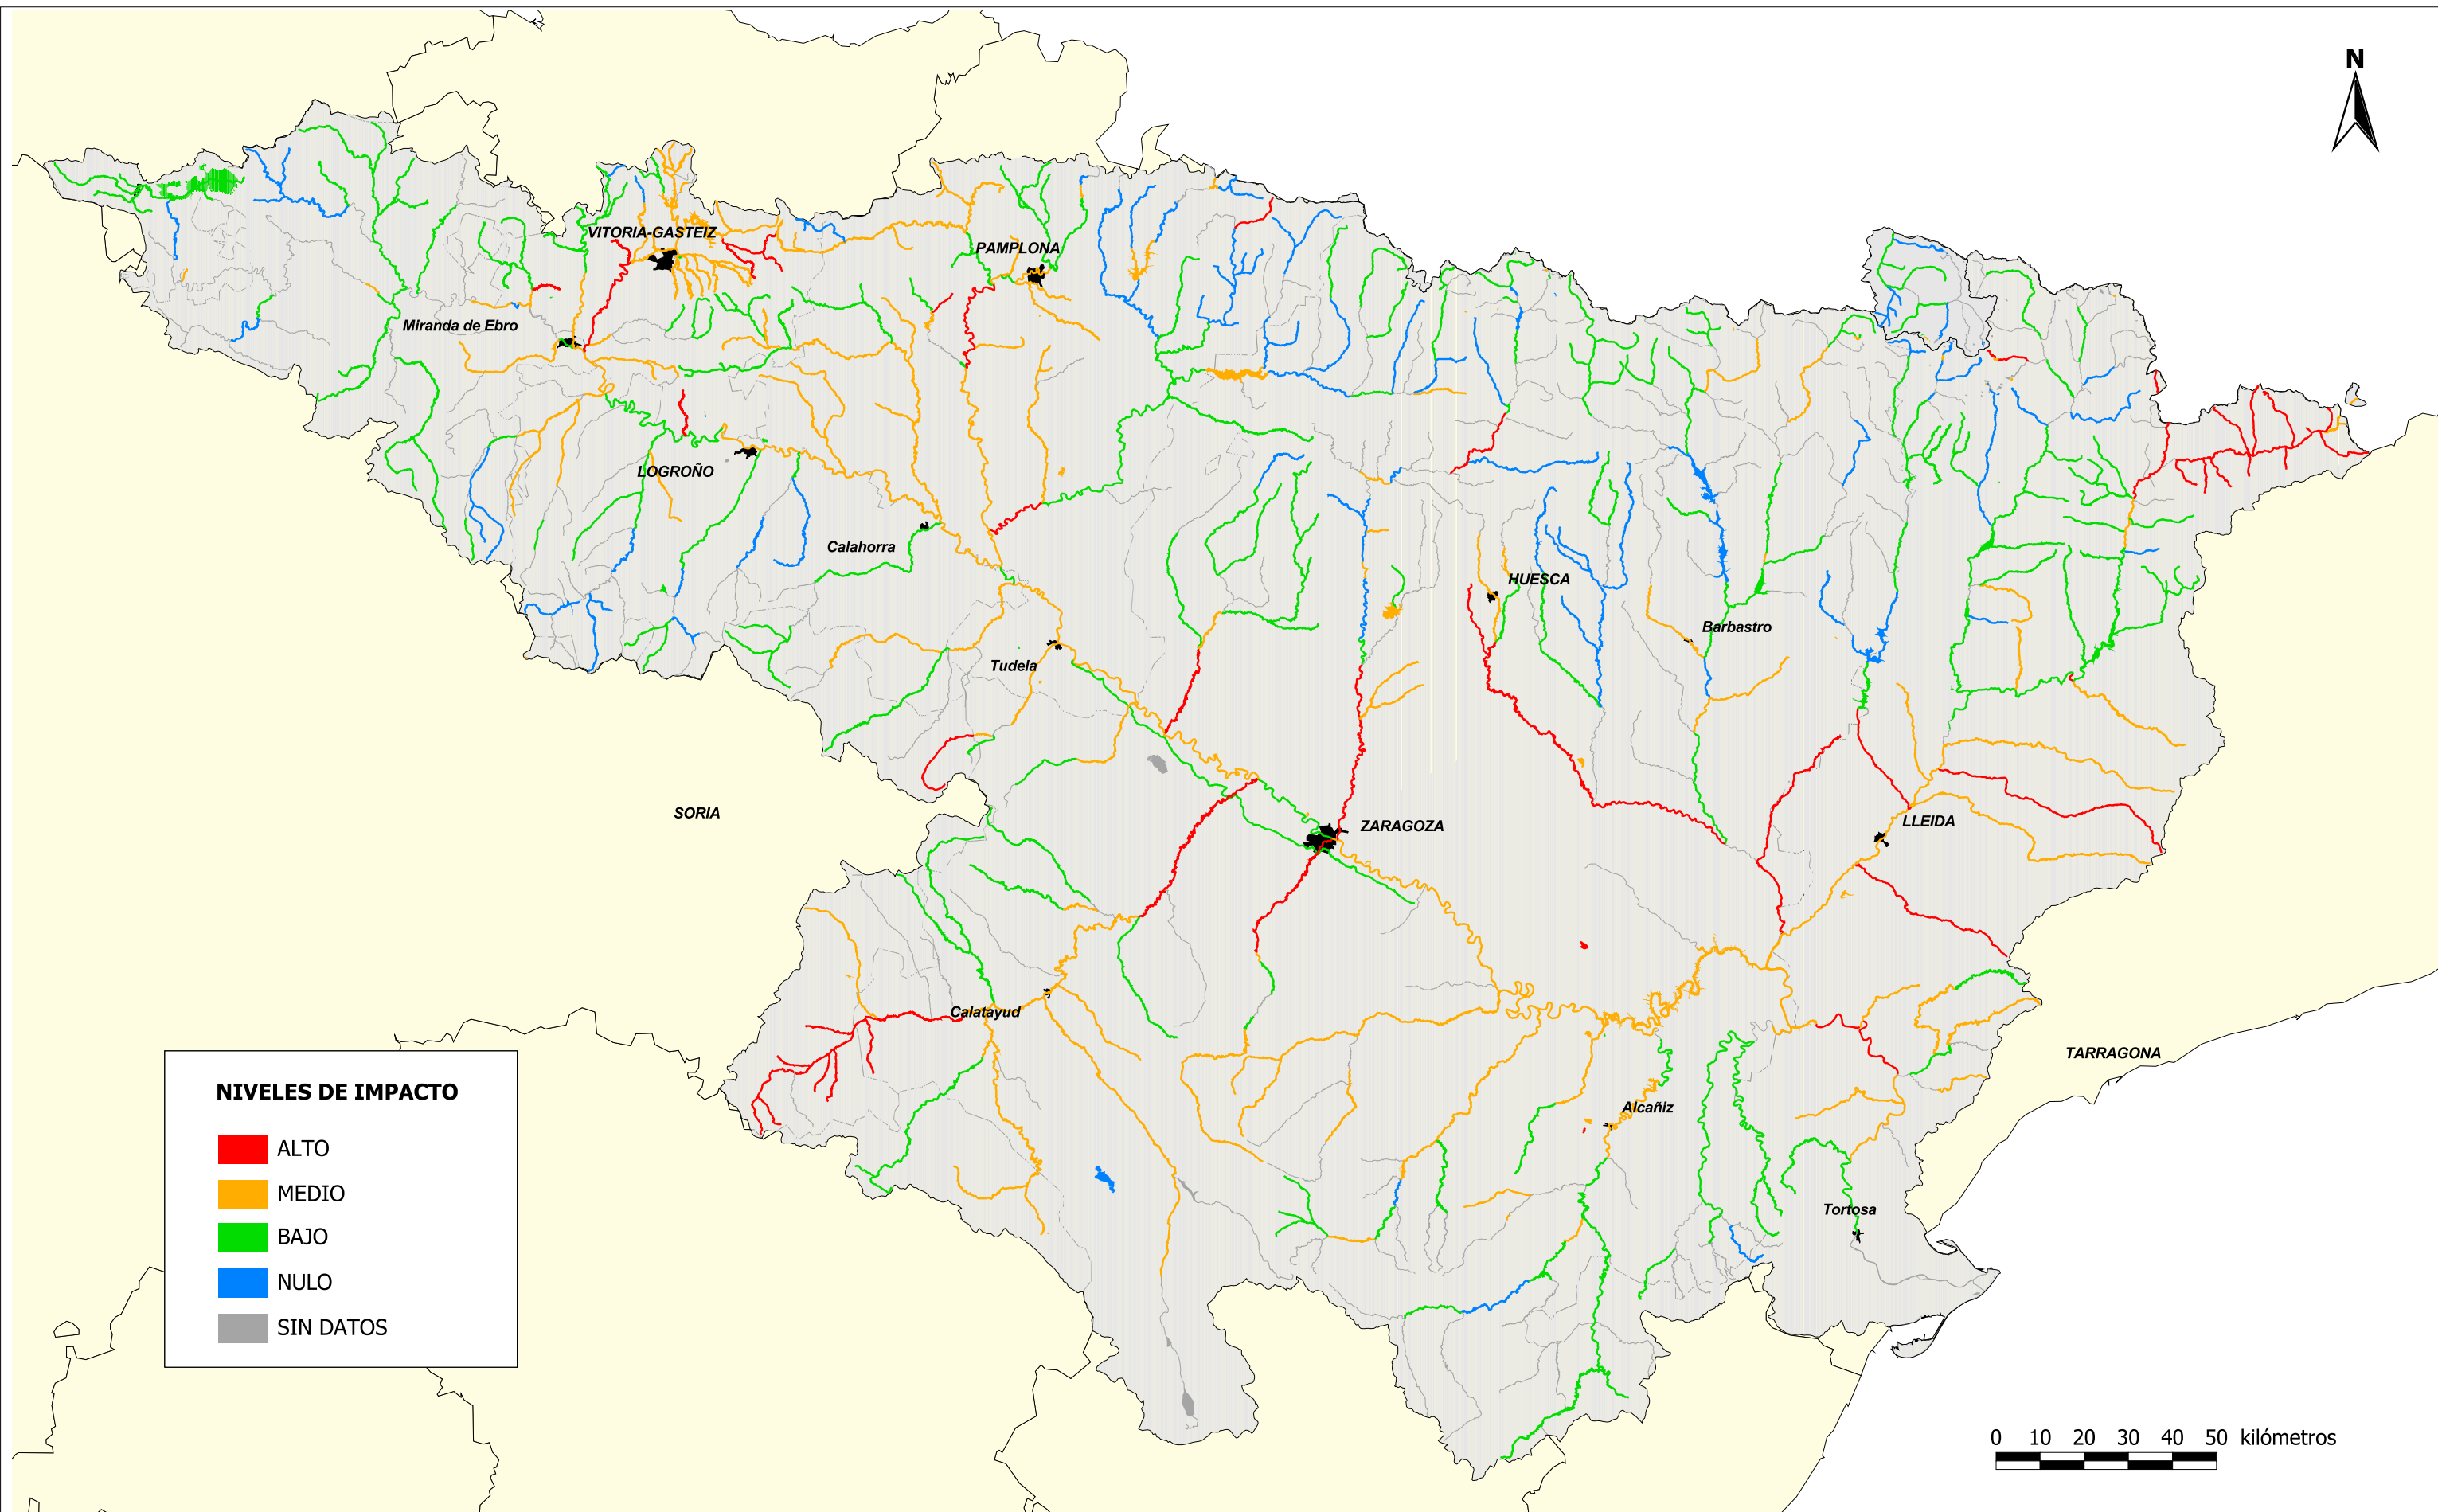 N
VITORIA-GASTEIZ
PAMPLONA
Miranda de Ebro
LOGROÑO
Calahorra
HUESCA
Barbastro
Tudela
SORIA
ZARAGOZA
LLEIDA
Calatayud
TARRAGONA
Alcañiz
Tortosa
NIVELES DE IMPACTO
ALTO
MEDIO
BAJO
NULO
SIN DATOS
0 10 20 30 40 50 kilómetros